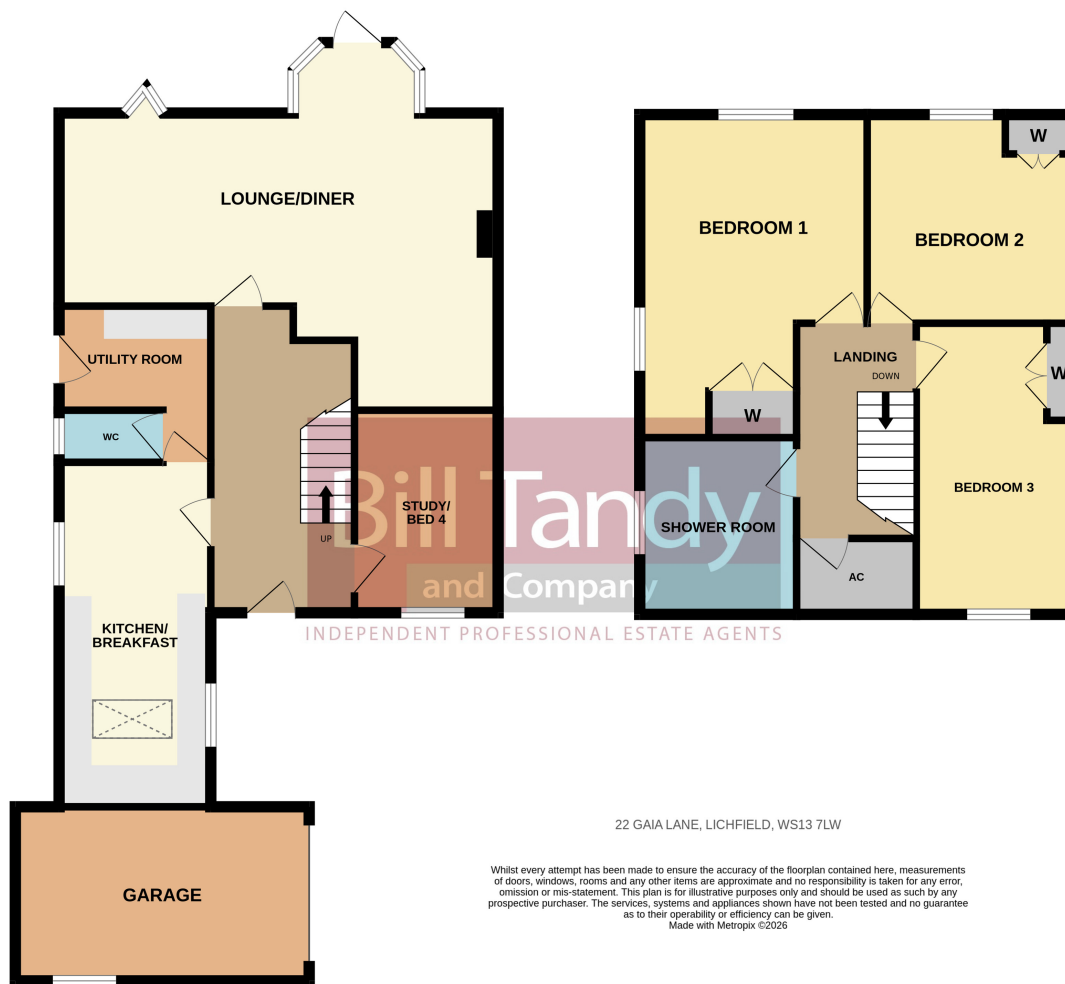 LOUNGE/DINER
UTILITY ROOM
WC
UP
STUDY/
BED 4
KITCHEN/
BREAKFAST
GARAGE
BEDROOM 1
BEDROOM 2
W
LANDING
DOWN
W
W
BEDROOM 3
SHOWER ROOM
AC
Bill Tandy
and Company
INDEPENDENT PROFESSIONAL ESTATE AGENTS
22 GAIA LANE, LICHFIELD, WS13 7LW
Whilst every attempt has been made to ensure the accuracy of the floorplan contained here, measurements
of doors, windows, rooms and any other items are approximate and no responsibility is taken for any error,
omission or mis-statement. This plan is for illustrative purposes only and should be used as such by any
prospective purchaser. The services, systems and appliances shown have not been tested and no guarantee
as to their operability or efficiency can be given.
Made with Metropix ©2026